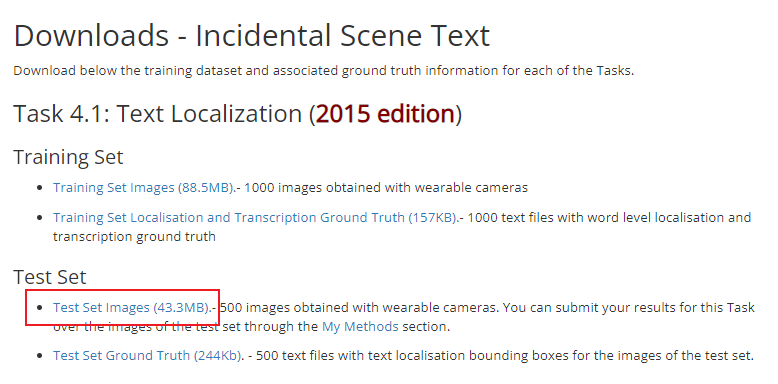 Downloads - Incidental Scene Text
Download below the training dataset and associated ground truth information for each of the Tasks.
Task 4.1: Text Localization (2015 edition)
Training Set
• Training Set Images (88.5MB).- 1000 images obtained with wearable cameras
• Training Set Localisation and Transcription Ground Truth (157KB).- 1000 text files with word level localisation and
transcription ground truth
Test Set
• Test Set Images (43.3MB).- 500 images obtained with wearable cameras. You can submit your results for this Task
over the images of the test set through the My Methods section.
• Test Set Ground Truth (244Kb). - 500 text files with text localisation bounding boxes for the images of the test set.